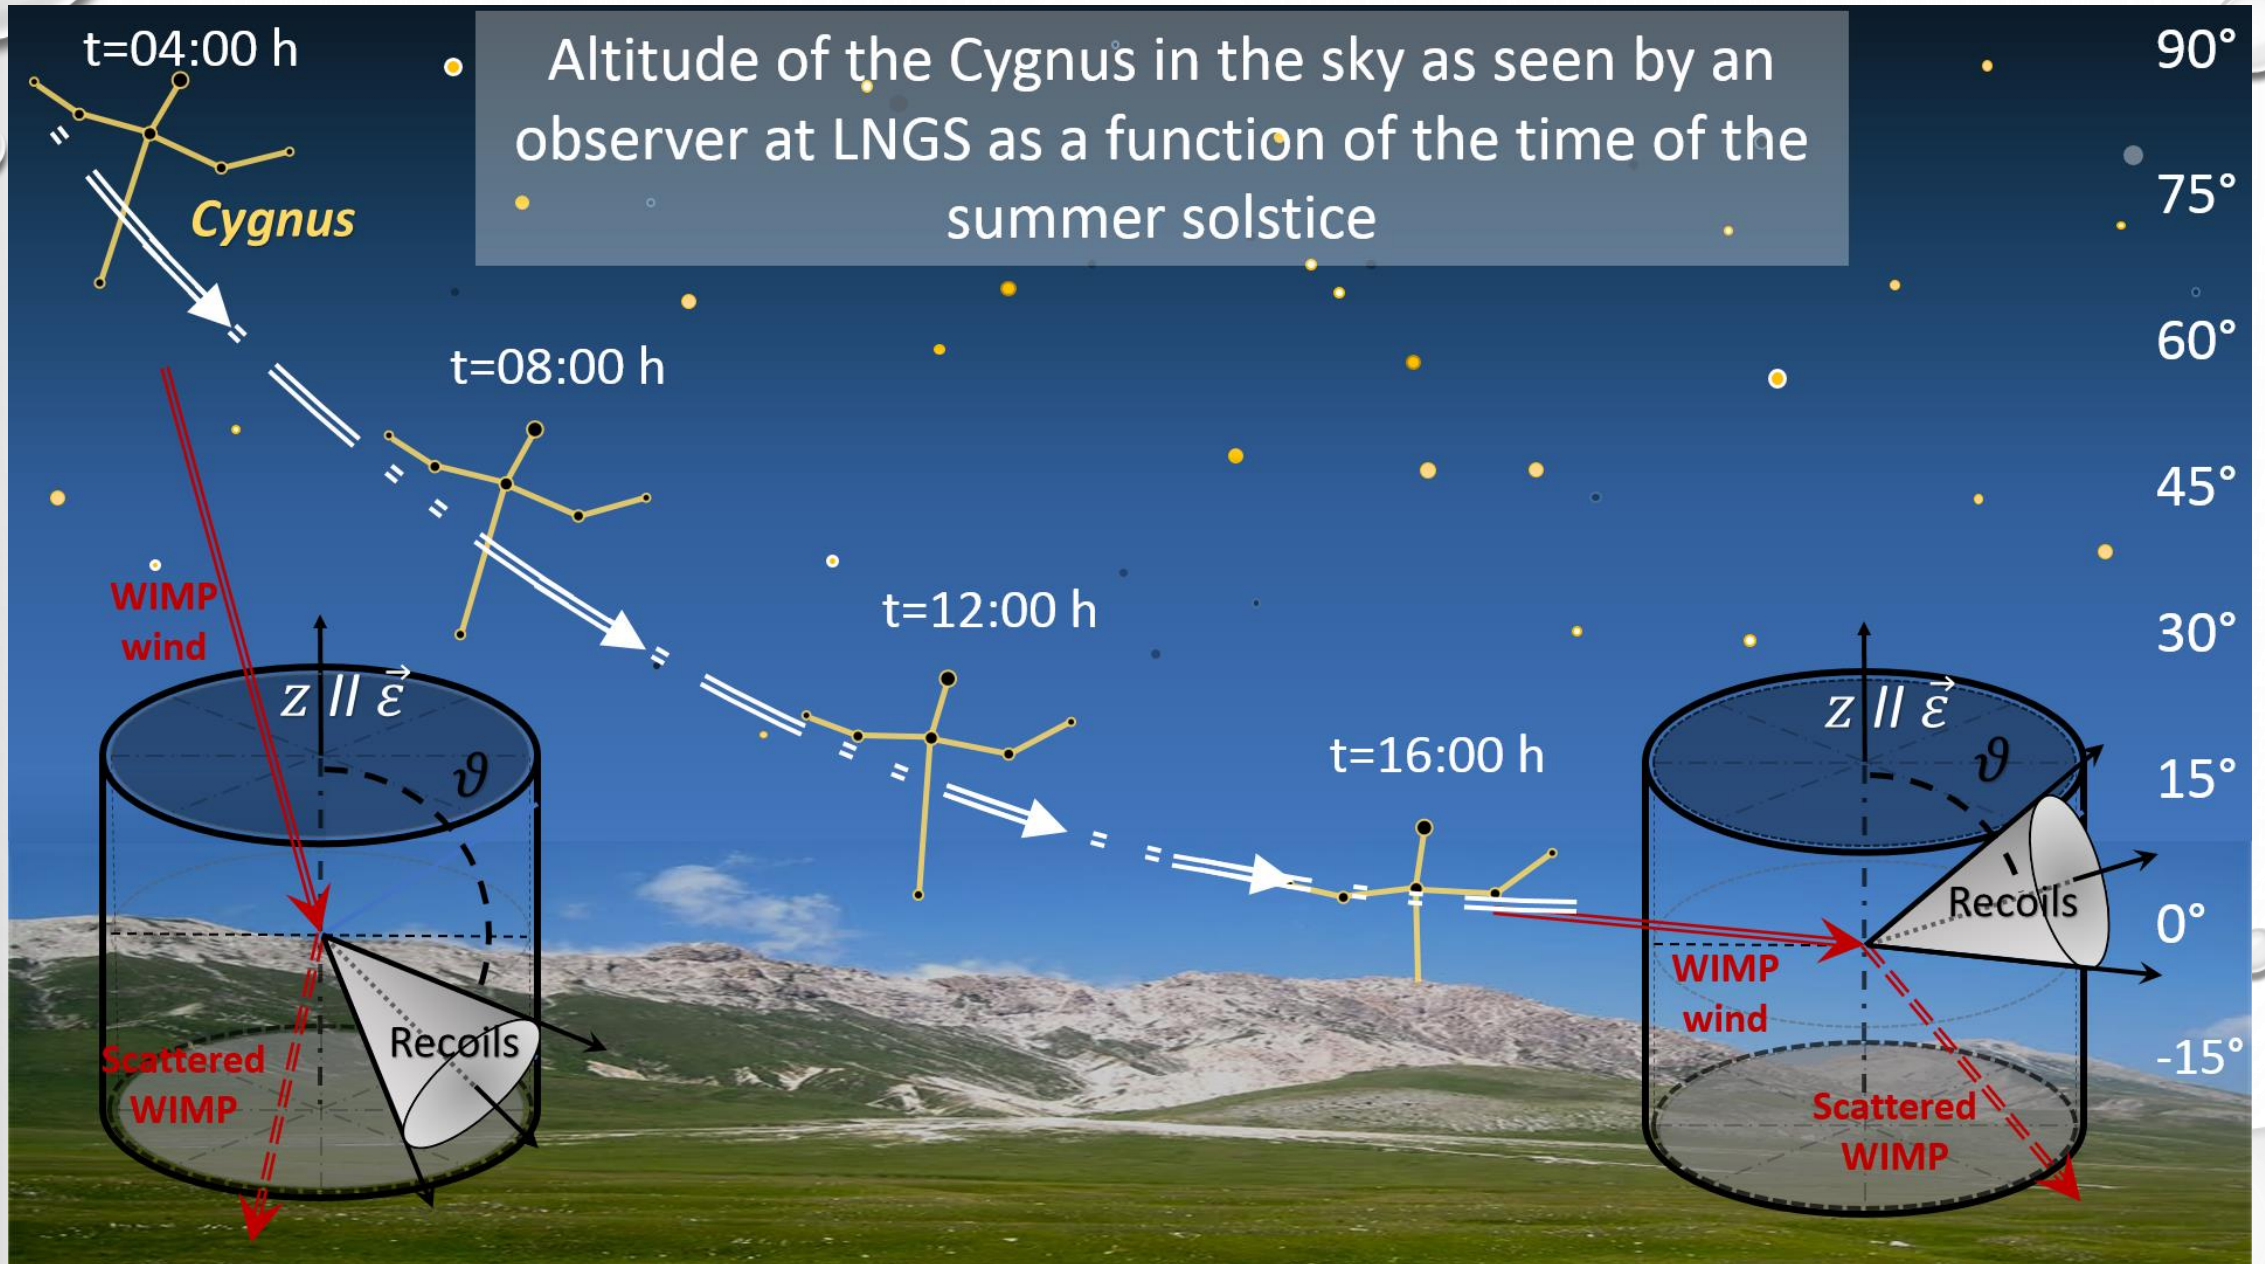 t=04:00 h
Altitude of the Cygnus in the sky as seen by an
observer at LNGS as a function of the time of the
summer solstice
90°
75°
60°
45°
30°
15°
0°
-15°
Cygnus
t=08:00 h
t=12:00 h
t=16:00 h
WIMP
wind
z // ε⃗
ϑ
Recoils
Scattered
WIMP
z // ε⃗
ϑ
Recoils
WIMP
wind
Scattered
WIMP